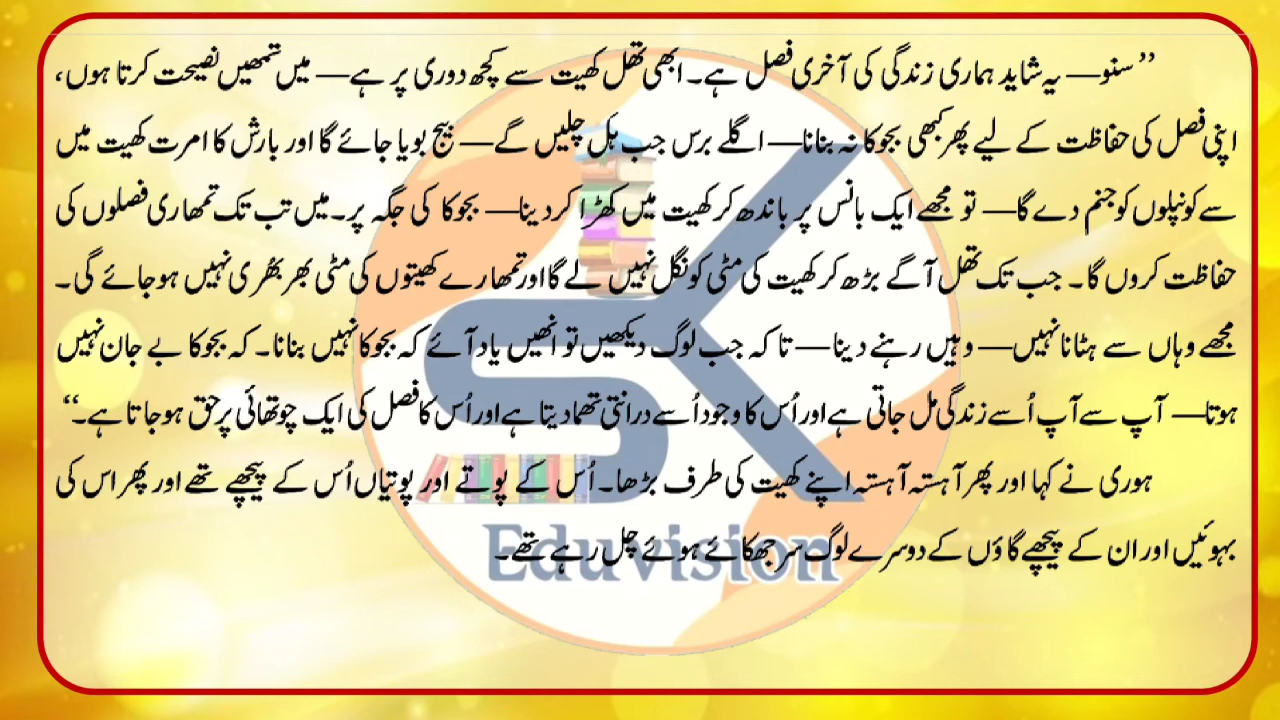 ’’سنو— یہ شاید ہماری زندگی کی آخری فصل ہے۔ ابھی تھل کھیت سے کچھ دوری پر ہے— میں تمھیں نصیحت کرتا ہوں،
اپنی فصل کی حفاظت کے لیے پھر کبھی بجوکا نہ بنانا— اگلے برس جب ہل چلیں گے— بیج بویا جائے گا اور بارش کا امرت کھیت میں
سے کونپلوں کو جنم دے گا— تو مجھے ایک بانس پر باندھ کر کھیت میں کھڑا کردینا— بجوکا کی جگہ پر۔ میں تب تک تمھاری فصلوں کی
حفاظت کروں گا۔ جب تک تھل آگے بڑھ کر کھیت کی مٹی کو نگل نہیں لے گا اور تمھارے کھیتوں کی مٹی بھر بھُری نہیں ہوجائے گی۔
مجھے وہاں سے ہٹانا نہیں— وہیں رہنے دینا— تا کہ جب لوگ دیکھیں تو انھیں یاد آئے کہ بجوکا نہیں بنانا۔ کہ بجوکا بے جان نہیں
ہوتا— آپ سے آپ اُسے زندگی مل جاتی ہے اور اُس کا وجود اُسے درانتی تھما دیتا ہے اور اُس کا فصل کی ایک چوتھائی پر حق ہوجاتا ہے۔‘‘
ہوری نے کہا اور پھر آہستہ آہستہ اپنے کھیت کی طرف بڑھا۔ اُس کے پوتے اور پوتیاں اُس کے پیچھے تھے اور پھر اس کی
بہوئیں اور ان کے پیچھے گاؤں کے دوسرے لوگ سر جھکائے ہوئے چل رہے تھے۔
SK
Eduvision